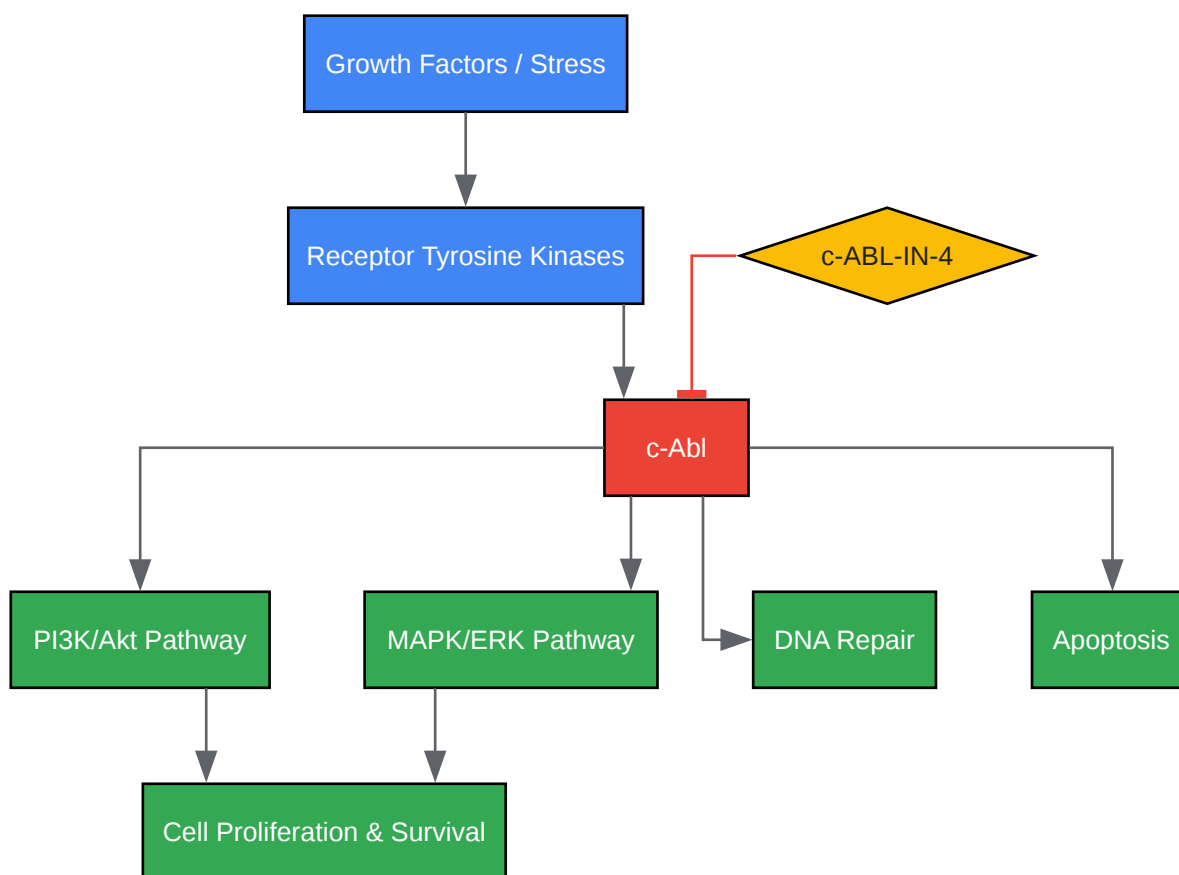 Growth Factors / Stress
Receptor Tyrosine Kinases
c-ABL-IN-4
c-Abl
PI3K/Akt Pathway
MAPK/ERK Pathway
DNA Repair
Apoptosis
Cell Proliferation & Survival